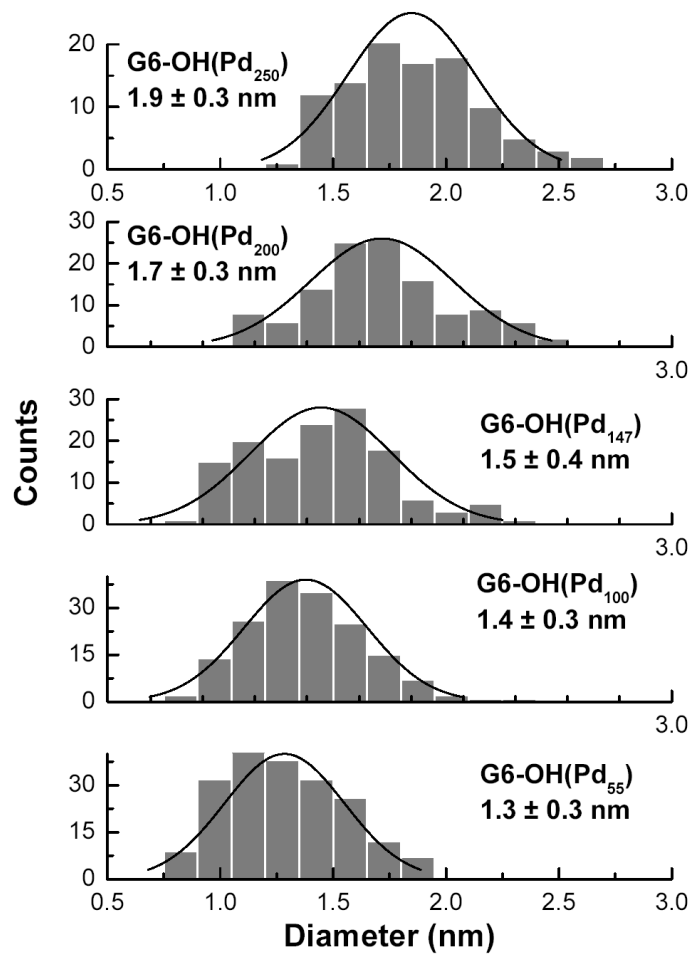 20
G6-OH(Pd250)
1.9 ± 0.3 nm
10
0
0.5 1.0 1.5 2.0 2.5 3.0
30
G6-OH(Pd200)
1.7 ± 0.3 nm
20
10
0
3.0
30
G6-OH(Pd147)
1.5 ± 0.4 nm
20
10
0
3.0
G6-OH(Pd100)
1.4 ± 0.3 nm
30
15
0
3.0
G6-OH(Pd55)
1.3 ± 0.3 nm
30
15
0
0.5 1.0 1.5 2.0 2.5 3.0
Counts
Diameter (nm)